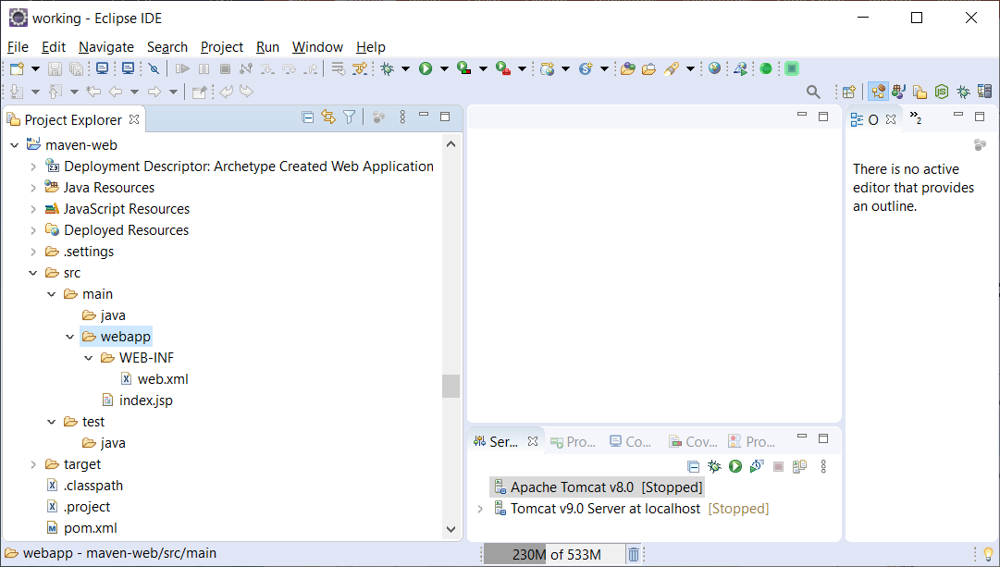 working - Eclipse IDE
File Edit Navigate Search Project Run Window Help
Project Explorer
maven-web
Deployment Descriptor: Archetype Created Web Application
Java Resources
JavaScript Resources
Deployed Resources
.settings
src
main
java
webapp
WEB-INF
web.xml
index.jsp
test
java
target
.classpath
.project
pom.xml
O
2
There is no active
editor that provides
an outline.
Ser... Pro... Co... Cov... Pro...
Apache Tomcat v8.0 [Stopped]
Tomcat v9.0 Server at localhost [Stopped]
webapp - maven-web/src/main
230M of 533M